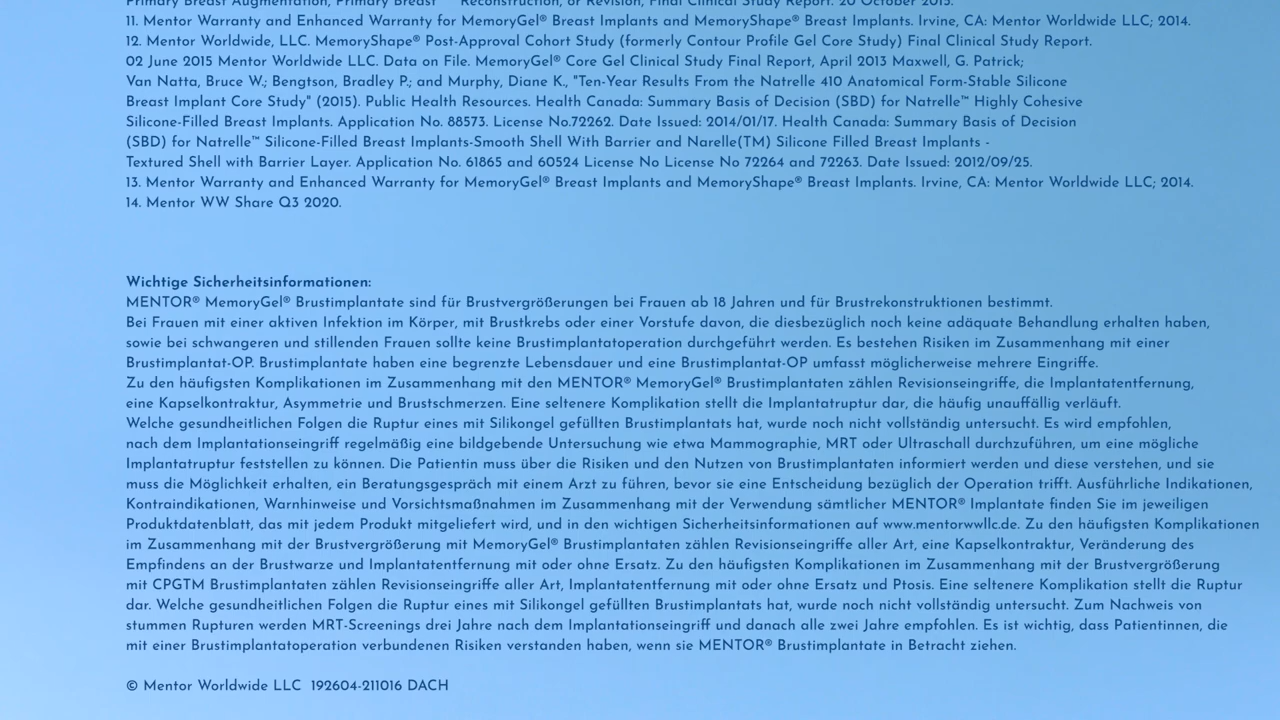 Primary Breast Augmentation, Primary Breast Reconstruction, or Revision, Final Clinical Study Report. 20 October 2015.
11. Mentor Warranty and Enhanced Warranty for MemoryGel® Breast Implants and MemoryShape® Breast Implants. Irvine, CA: Mentor Worldwide LLC; 2014.
12. Mentor Worldwide, LLC. MemoryShape® Post-Approval Cohort Study (formerly Contour Profile Gel Core Study) Final Clinical Study Report.
02 June 2015 Mentor Worldwide LLC. Data on File. MemoryGel® Core Gel Clinical Study Final Report, April 2013 Maxwell, G. Patrick;
Van Natta, Bruce W.; Bengtson, Bradley P.; and Murphy, Diane K., "Ten-Year Results From the Natrelle 410 Anatomical Form-Stable Silicone
Breast Implant Core Study" (2015). Public Health Resources. Health Canada: Summary Basis of Decision (SBD) for Natrelle™ Highly Cohesive
Silicone-Filled Breast Implants. Application No. 88573. License No.72262. Date Issued: 2014/01/17. Health Canada: Summary Basis of Decision
(SBD) for Natrelle™ Silicone-Filled Breast Implants-Smooth Shell With Barrier and Narelle(TM) Silicone Filled Breast Implants -
Textured Shell with Barrier Layer. Application No. 61865 and 60524 License No License No 72264 and 72263. Date Issued: 2012/09/25.
13. Mentor Warranty and Enhanced Warranty for MemoryGel® Breast Implants and MemoryShape® Breast Implants. Irvine, CA: Mentor Worldwide LLC; 2014.
14. Mentor WW Share Q3 2020.
Wichtige Sicherheitsinformationen:
MENTOR® MemoryGel® Brustimplantate sind für Brustvergrößerungen bei Frauen ab 18 Jahren und für Brustrekonstruktionen bestimmt.
Bei Frauen mit einer aktiven Infektion im Körper, mit Brustkrebs oder einer Vorstufe davon, die diesbezüglich noch keine adäquate Behandlung erhalten haben,
sowie bei schwangeren und stillenden Frauen sollte keine Brustimplantatoperation durchgeführt werden. Es bestehen Risiken im Zusammenhang mit einer
Brustimplantat-OP. Brustimplantate haben eine begrenzte Lebensdauer und eine Brustimplantat-OP umfasst möglicherweise mehrere Eingriffe.
Zu den häufigsten Komplikationen im Zusammenhang mit den MENTOR® MemoryGel® Brustimplantaten zählen Revisionseingriffe, die Implantatentfernung,
eine Kapselkontraktur, Asymmetrie und Brustschmerzen. Eine seltenere Komplikation stellt die Implantatruptur dar, die häufig unauffällig verläuft.
Welche gesundheitlichen Folgen die Ruptur eines mit Silikongel gefüllten Brustimplantats hat, wurde noch nicht vollständig untersucht. Es wird empfohlen,
nach dem Implantationseingriff regelmäßig eine bildgebende Untersuchung wie etwa Mammographie, MRT oder Ultraschall durchzuführen, um eine mögliche
Implantatruptur feststellen zu können. Die Patientin muss über die Risiken und den Nutzen von Brustimplantaten informiert werden und diese verstehen, und sie
muss die Möglichkeit erhalten, ein Beratungsgespräch mit einem Arzt zu führen, bevor sie eine Entscheidung bezüglich der Operation trifft. Ausführliche Indikationen,
Kontraindikationen, Warnhinweise und Vorsichtsmaßnahmen im Zusammenhang mit der Verwendung sämtlicher MENTOR® Implantate finden Sie im jeweiligen
Produktdatenblatt, das mit jedem Produkt mitgeliefert wird, und in den wichtigen Sicherheitsinformationen auf www.mentorwwllc.de. Zu den häufigsten Komplikationen
im Zusammenhang mit der Brustvergrößerung mit MemoryGel® Brustimplantaten zählen Revisionseingriffe aller Art, eine Kapselkontraktur, Veränderung des
Empfindens an der Brustwarze und Implantatentfernung mit oder ohne Ersatz. Zu den häufigsten Komplikationen im Zusammenhang mit der Brustvergrößerung
mit CPGTM Brustimplantaten zählen Revisionseingriffe aller Art, Implantatentfernung mit oder ohne Ersatz und Ptosis. Eine seltenere Komplikation stellt die Ruptur
dar. Welche gesundheitlichen Folgen die Ruptur eines mit Silikongel gefüllten Brustimplantats hat, wurde noch nicht vollständig untersucht. Zum Nachweis von
stummen Rupturen werden MRT-Screenings drei Jahre nach dem Implantationseingriff und danach alle zwei Jahre empfohlen. Es ist wichtig, dass Patientinnen, die
mit einer Brustimplantatoperation verbundenen Risiken verstanden haben, wenn sie MENTOR® Brustimplantate in Betracht ziehen.
© Mentor Worldwide LLC 192604-211016 DACH